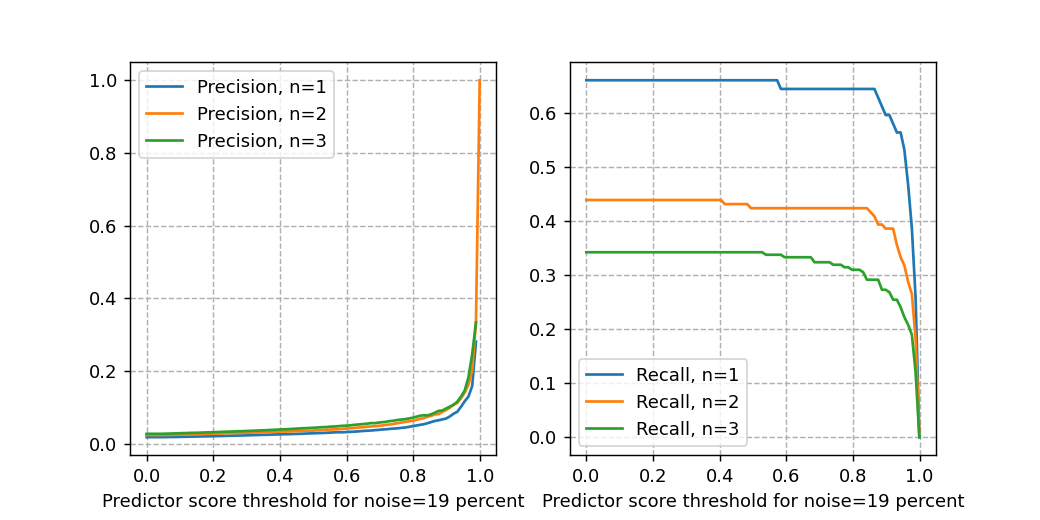 1.0
0.8
0.6
0.4
0.2
0.0
Precision, n=1
Precision, n=2
Precision, n=3
0.0 0.2 0.4 0.6 0.8 1.0
Predictor score threshold for noise=19 percent
0.6
0.5
0.4
0.3
0.2
0.1
0.0
Recall, n=1
Recall, n=2
Recall, n=3
0.0 0.2 0.4 0.6 0.8 1.0
Predictor score threshold for noise=19 percent